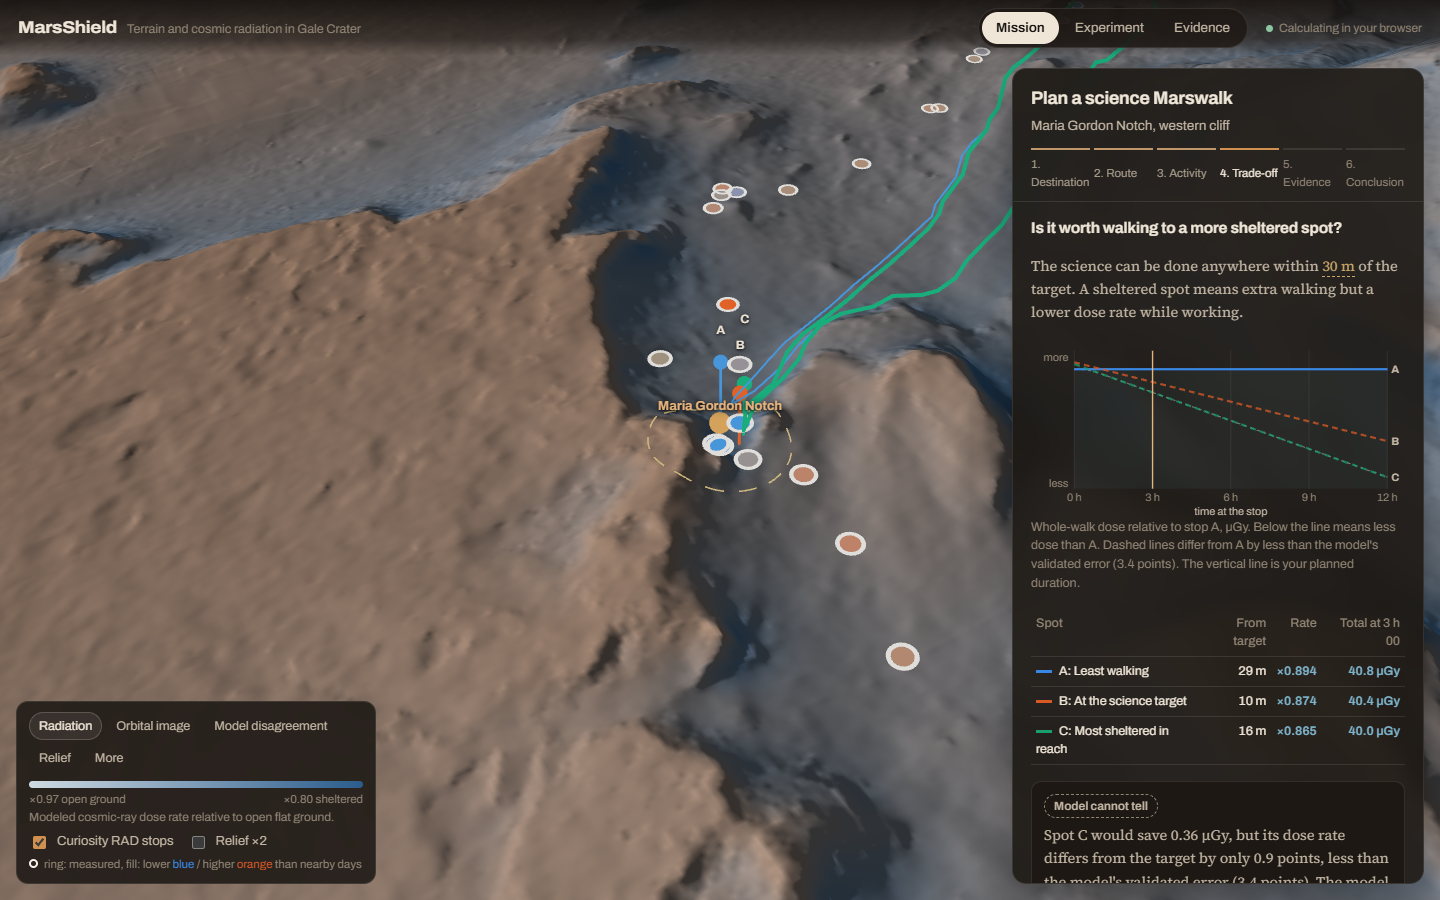 MarsShield Terrain and cosmic radiation in Gale Crater
Mission Experiment Evidence
Calculating in your browser
Plan a science Marswalk
Maria Gordon Notch, western cliff
1. Destination
2. Route
3. Activity
4. Trade-off
5. Evidence
6. Conclusion
Is it worth walking to a more sheltered spot?
The science can be done anywhere within 30 m of the
target. A sheltered spot means extra walking but a
lower dose rate while working.
more
A
B
C
less
0 h 3 h 6 h 9 h 12 h
time at the stop
Whole-walk dose relative to stop A, µGy. Below the line means less
dose than A. Dashed lines differ from A by less than the model's
validated error (3.4 points). The vertical line is your planned
duration.
Spot From target Rate Total at 3 h 00
A: Least walking 29 m ×0.894 40.8 µGy
B: At the science target 10 m ×0.874 40.4 µGy
C: Most sheltered in reach 16 m ×0.865 40.0 µGy
Model cannot tell
Spot C would save 0.36 µGy, but its dose rate
differs from the target by only 0.9 points, less than
the model's validated error (3.4 points). The model
C
A
B
Maria Gordon Notch
Radiation Orbital image Model disagreement
Relief More
×0.97 open ground ×0.80 sheltered
Modeled cosmic-ray dose rate relative to open flat ground.
Curiosity RAD stops Relief ×2
ring: measured, fill: lower blue / higher orange than nearby days